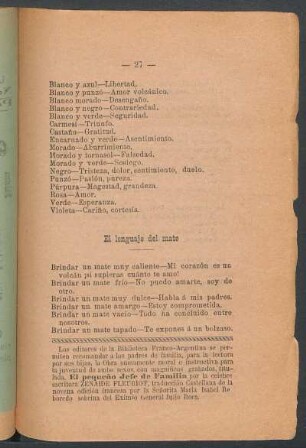 — 27 —
Blanco y azul—Libertad.
Blanco y punzó—Amor volcánico.
Blanco morado—Desengaño.
Blanco y negro—Contrariedad.
Blanco y verde—Seguridad.
Carmesí—Triunfo.
Castaña—Gratitud.
Encarnado y verde—Asentimiento.
Morado—Aburrimiento.
Morado y tornasol—Falsedad.
Morado y verde—Sosiego.
Negro—Tristeza, dolor, sentimiento, duelo.
Punzó—Pasión, pureza.
Púrpura—Magestad, grandeza.
Rosa—Amor.
Verde—Esperanza.
Violeta—Cariño, cortesía.
El lenguaje del mate
Brindar un mate muy caliente—Mi corazón es un
volcán ¡si supieras cuánto te amo!
Brindar un mate frío—No puedo amarte, soy de
otro.
Brindar un mate muy dulce—Habla á mis padres.
Brindar un mate amargo—Estoy comprometida.
Brindar un mate vacío—Todo ha concluido entre
nosotros.
Brindar un mate tapado—Te expones á un bolazo.
Los editores de la Biblioteca Franco-Argentina se per-
miten recomendar á los padres de familia, para la lectura
por sus hijos, la Obra sumamente moral é instructiva para
la juventud de ambos sexos, con magníficos grabados, titu-
lada, El pequeño Jefe de Familia por la célebre
escritora ZENAIDE FLEURIOT, traducción Castellana de la
novena edición francesa por la Señorita María Isabel Re-
boredo sobrina del Exímio General Julio Roca.